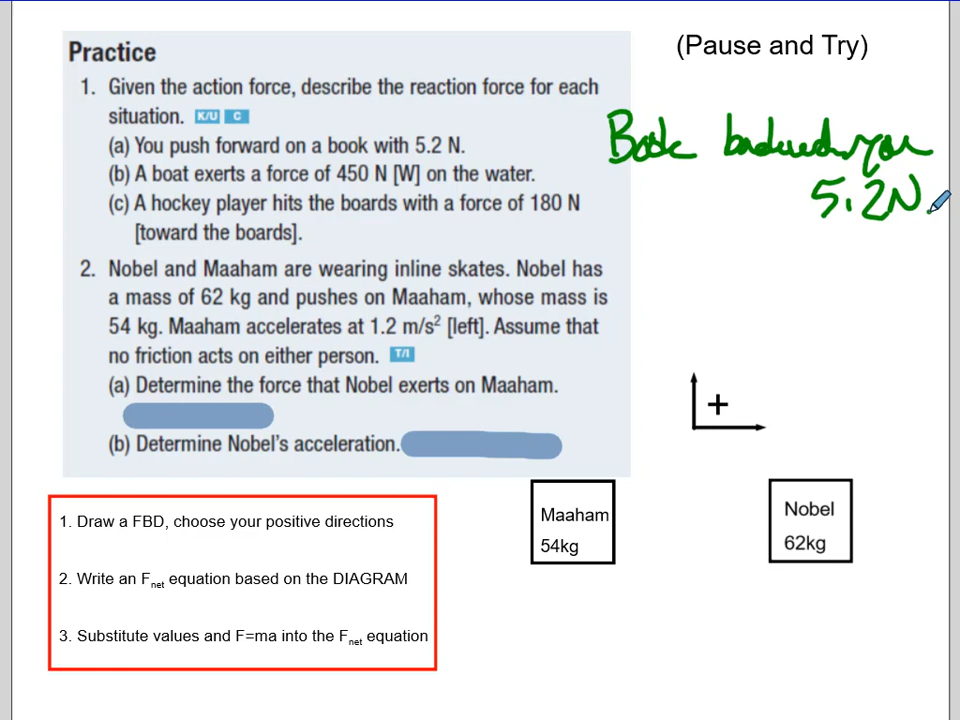 (Pause and Try)
Practice
1. Given the action force, describe the reaction force for each
situation. K/U C
(a) You push forward on a book with 5.2 N.
(b) A boat exerts a force of 450 N [W] on the water.
(c) A hockey player hits the boards with a force of 180 N
[toward the boards].
Book backward you
5.2N.
2. Nobel and Maaham are wearing inline skates. Nobel has
a mass of 62 kg and pushes on Maaham, whose mass is
54 kg. Maaham accelerates at 1.2 m/s² [left]. Assume that
no friction acts on either person. T/I
(a) Determine the force that Nobel exerts on Maaham.
(b) Determine Nobel's acceleration.
+
Maaham
54kg
Nobel
62kg
1. Draw a FBD, choose your positive directions
2. Write an Fnet equation based on the DIAGRAM
3. Substitute values and F=ma into the Fnet equation